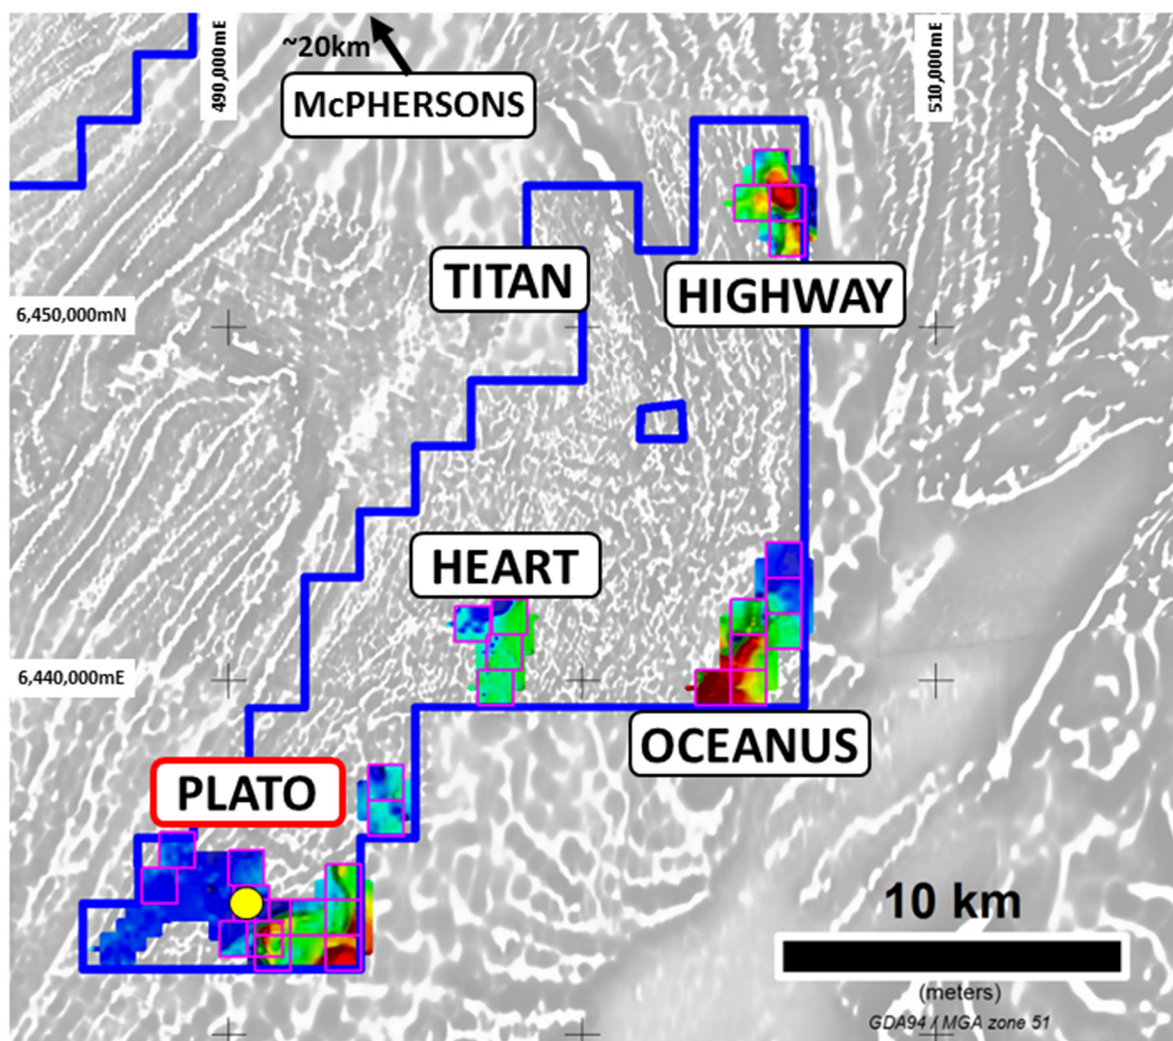 ~20km
McPHERSONS
490,000mE
510,000mE
TITAN
HIGHWAY
6,450,000mN
HEART
6,440,000mE
OCEANUS
PLATO
10 km
(meters)
GDA94 / MGA zone 51